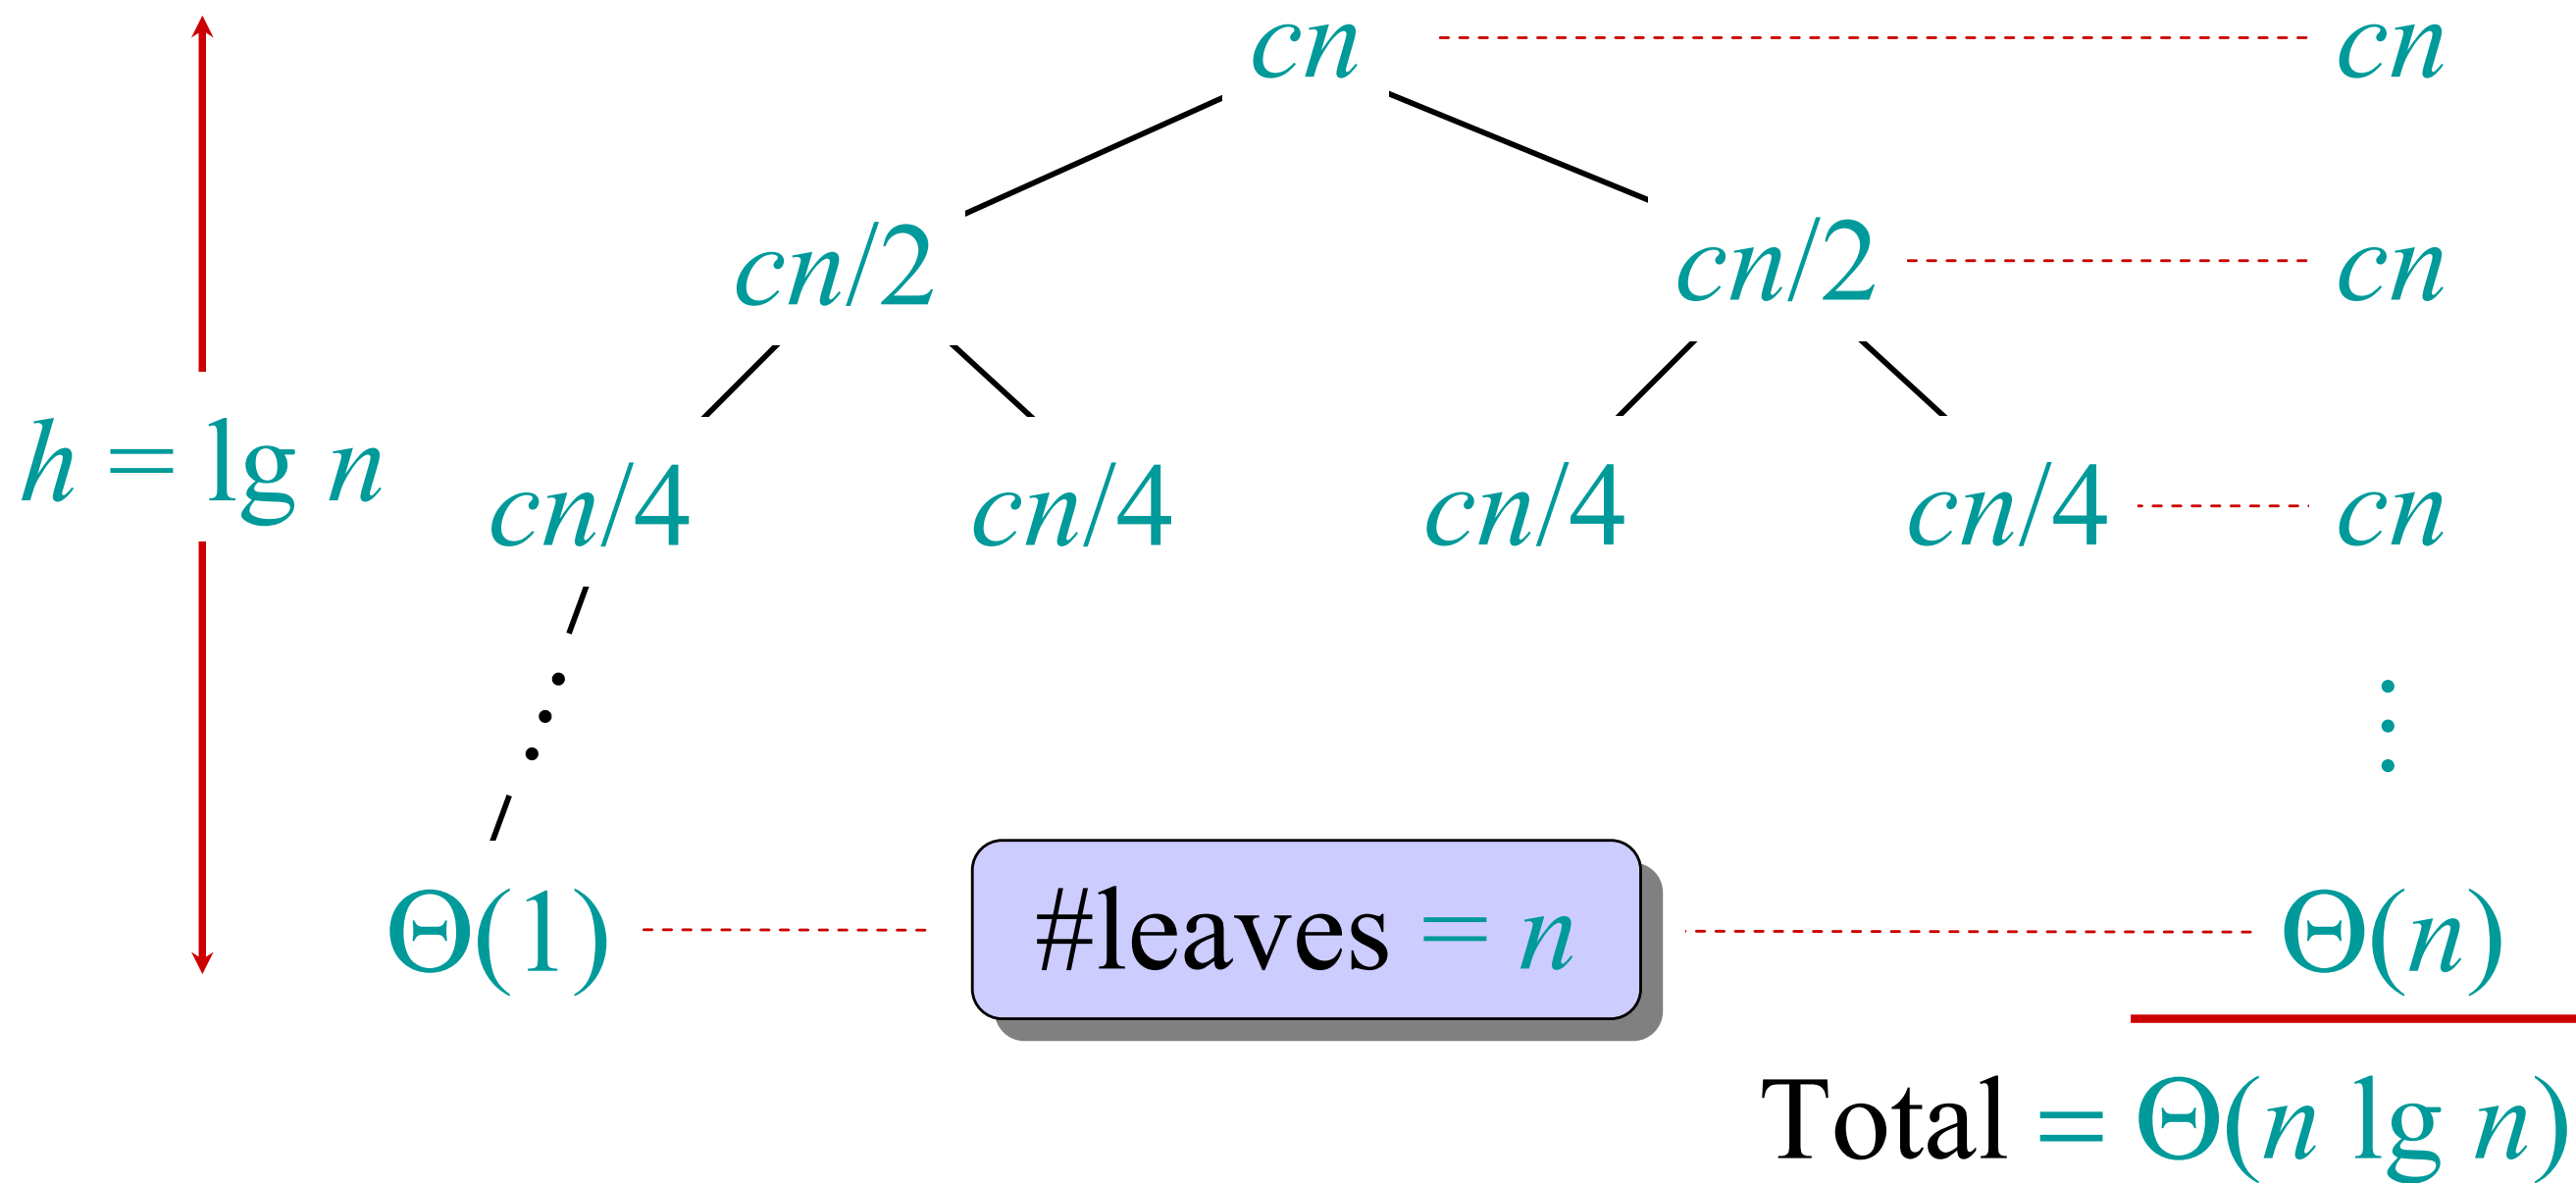 cn cn
cn/2 cn/2 cn
h = lg n
cn/4 cn/4 cn/4 cn/4 cn
Θ(1) #leaves = n Θ(n)
Total = Θ(n lg n)